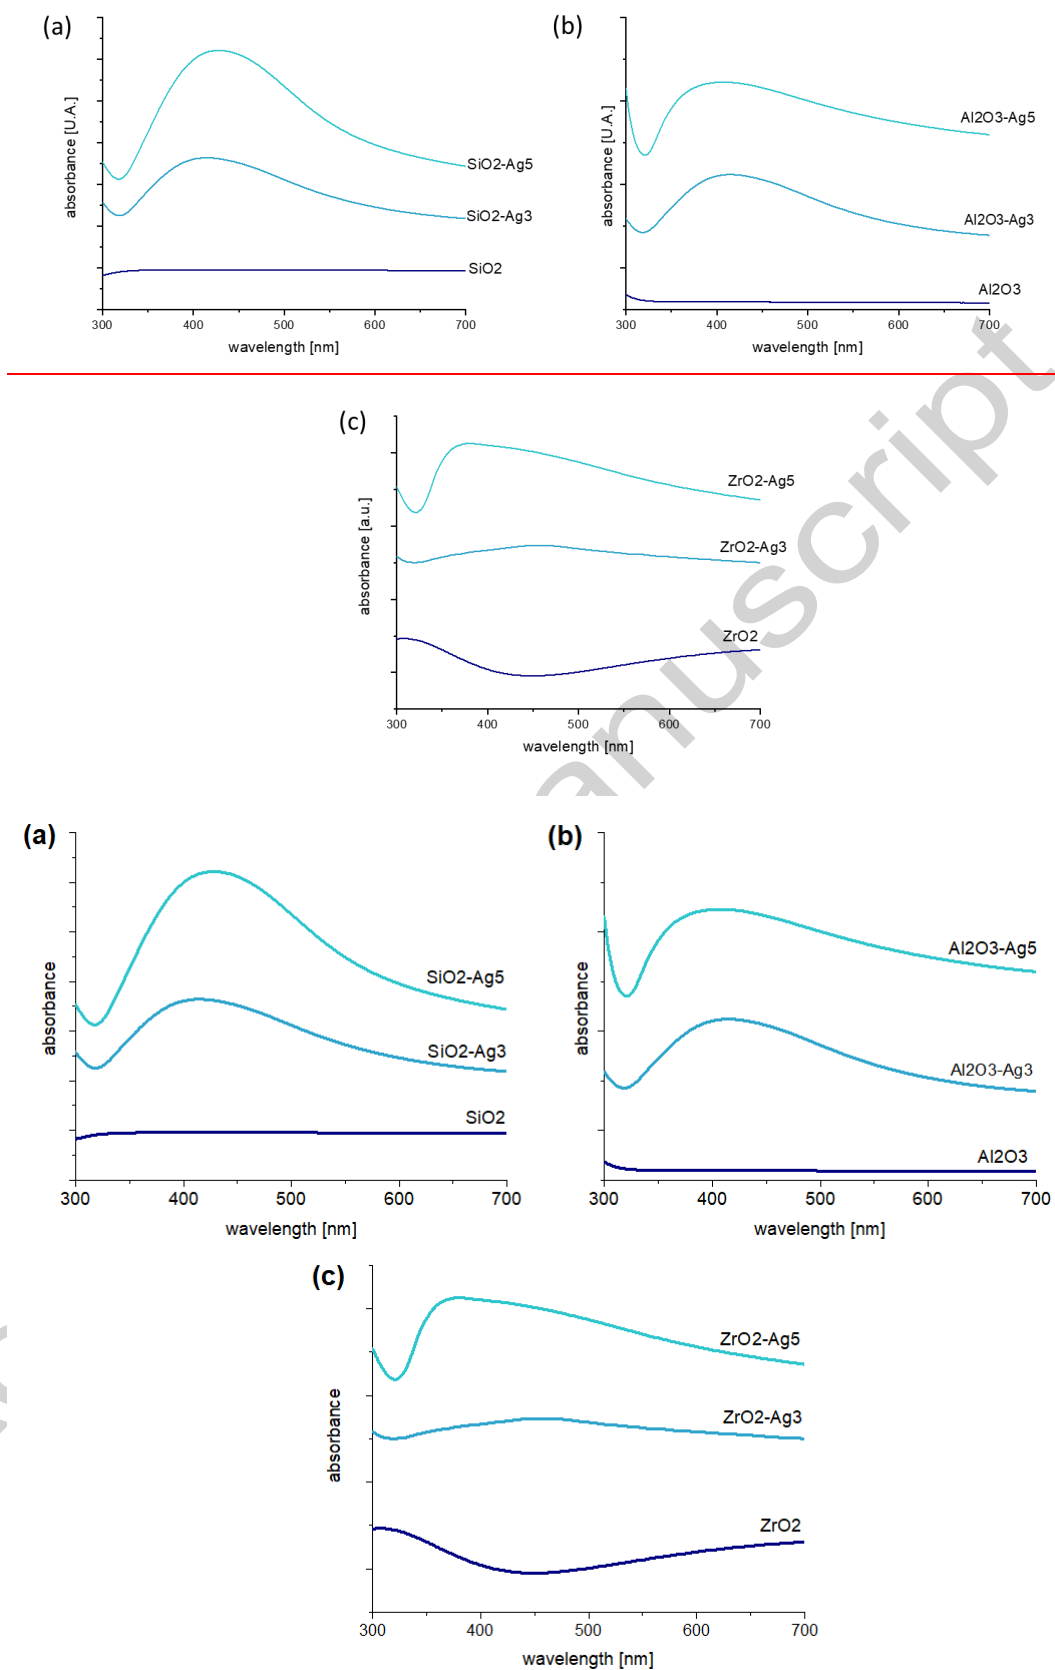 (a)
absorbance [U.A.]
SiO2-Ag5
SiO2-Ag3
SiO2
300 400 500 600 700
wavelength [nm]
(b)
absorbance [U.A.]
Al2O3-Ag5
Al2O3-Ag3
Al2O3
300 400 500 600 700
wavelength [nm]
(c)
absorbance [a.u.]
ZrO2-Ag5
ZrO2-Ag3
ZrO2
300 400 500 600 700
wavelength [nm]
anuscript
(a)
absorbance
SiO2-Ag5
SiO2-Ag3
SiO2
300 400 500 600 700
wavelength [nm]
(b)
absorbance
Al2O3-Ag5
Al2O3-Ag3
Al2O3
300 400 500 600 700
wavelength [nm]
(c)
absorbance
ZrO2-Ag5
ZrO2-Ag3
ZrO2
300 400 500 600 700
wavelength [nm]